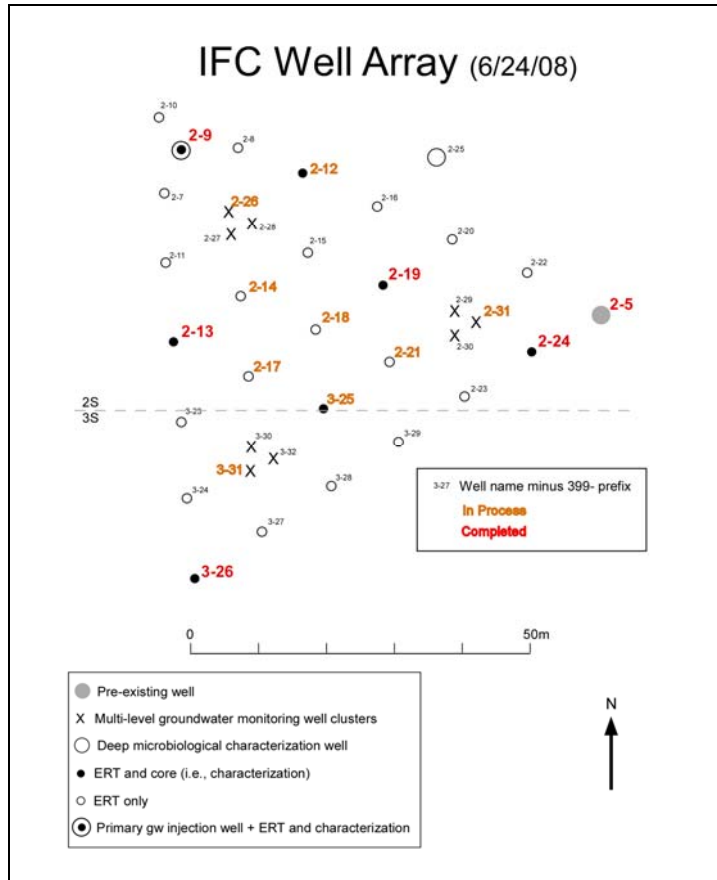 IFC Well Array (6/24/08)
2-10
2-9
2-8
2-12
2-25
2-7
2-26
2-16
2-28
2-27
2-20
2-15
2-11
2-19
2-22
2-14
2-29
2-31
2-5
2-18
2-13
2-30
2-24
2-21
2-17
2-23
3-25
2S
3S
3-23
3-29
3-30
3-32
3-31
3-28
3-24
3-27
3-27 Well name minus 399- prefix
In Process
Completed
3-26
0 50m
Pre-existing well
X Multi-level groundwater monitoring well clusters
Deep microbiological characterization well
ERT and core (i.e., characterization)
ERT only
Primary gw injection well + ERT and characterization
N